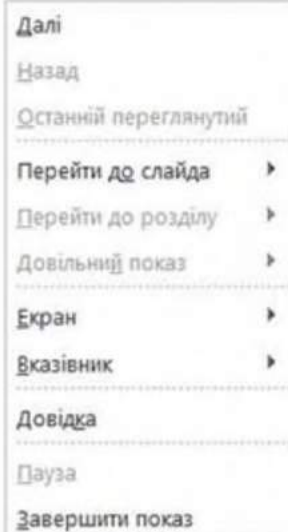 Далі
Назад
Останній переглянутий
Перейти до слайда
Перейти до розділу
Довільний показ
Екран
Вказівник
Довідка
Пауза
Завершити показ